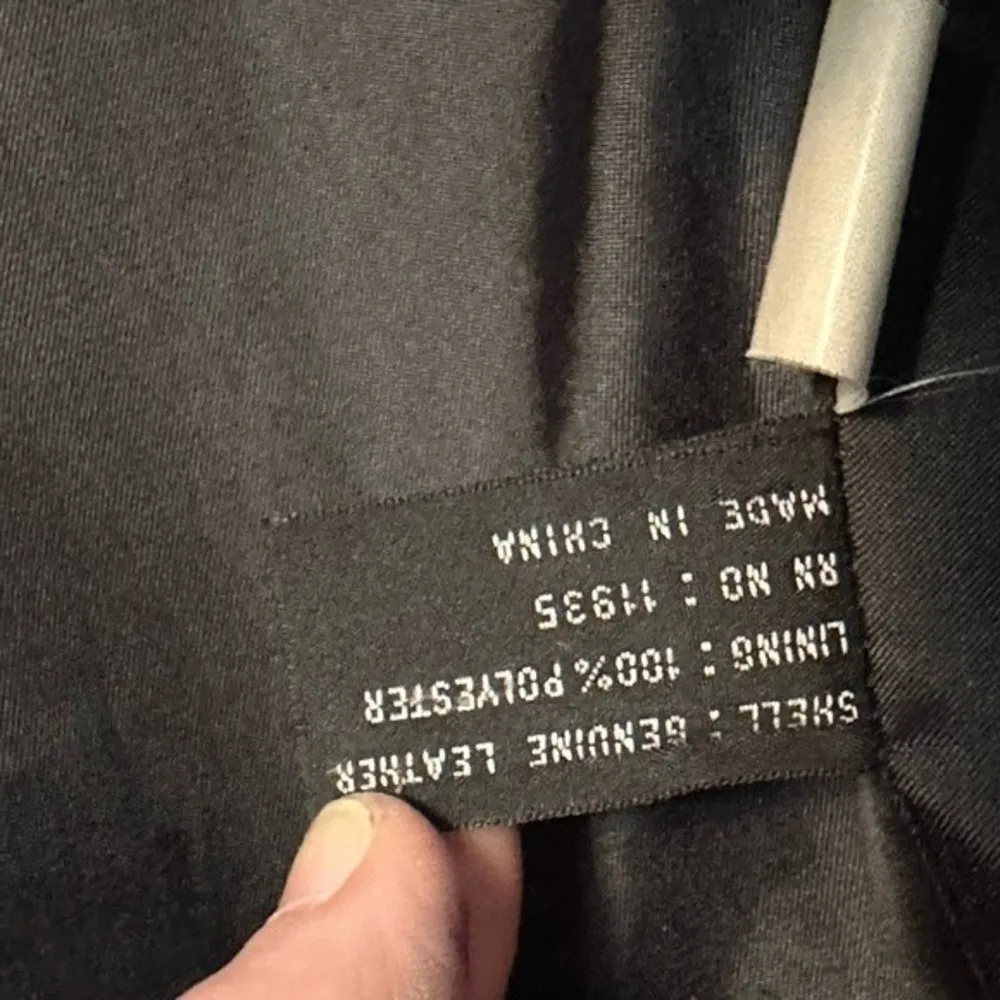 SHELL : GENUINE LEATHER
LINING : 100% POLYESTER
RN NO : 11935
MADE IN CHINA